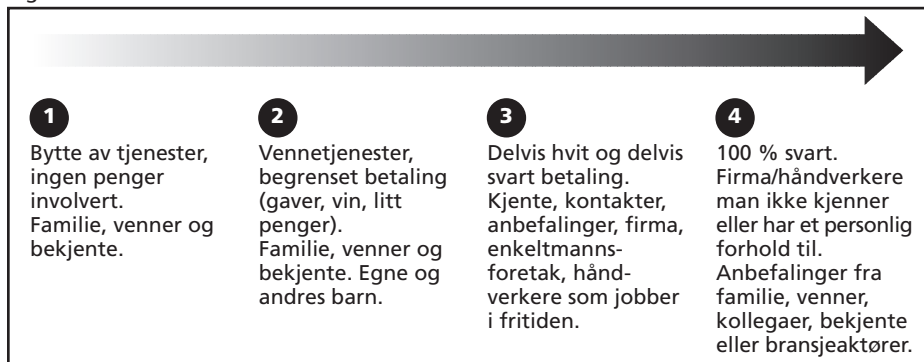 1
Bytte av tjenester,
ingen penger
involvert.
Familie, venner og
bekjente.
2
Vennetjenester,
begrenset betaling
(gaver, vin, litt
penger).
Familie, venner og
bekjente. Egne og
andres barn.
3
Delvis hvit og delvis
svart betaling.
Kjente, kontakter,
anbefalinger, firma,
enkeltmanns-
foretak, hånd-
verkere som jobber
i fritiden.
4
100 % svart.
Firma/håndverkere
man ikke kjenner
eller har et personlig
forhold til.
Anbefalinger fra
familie, venner,
kollegaer, bekjente
eller bransjeaktører.